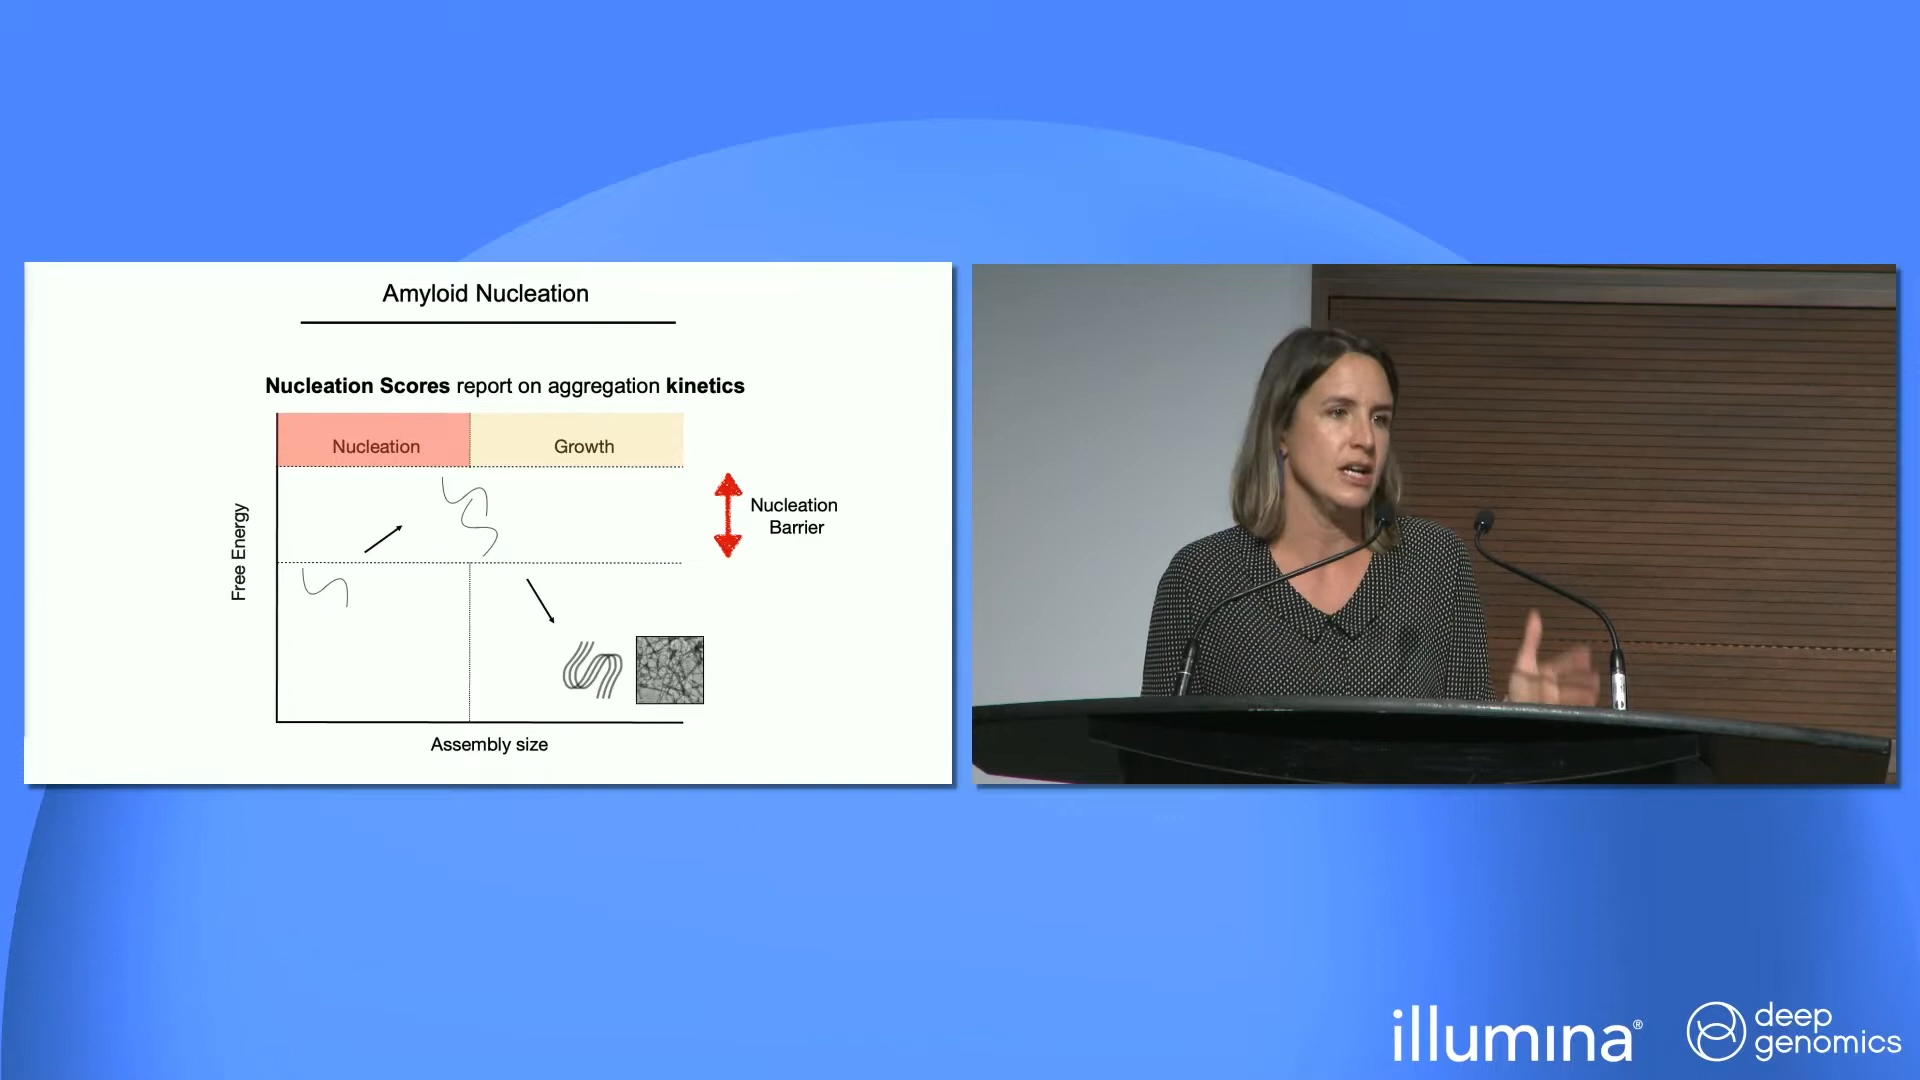 Amyloid Nucleation
Nucleation Scores report on aggregation kinetics
Nucleation
Growth
Free Energy
Nucleation
Barrier
Assembly size
illumina®
deep
genomics